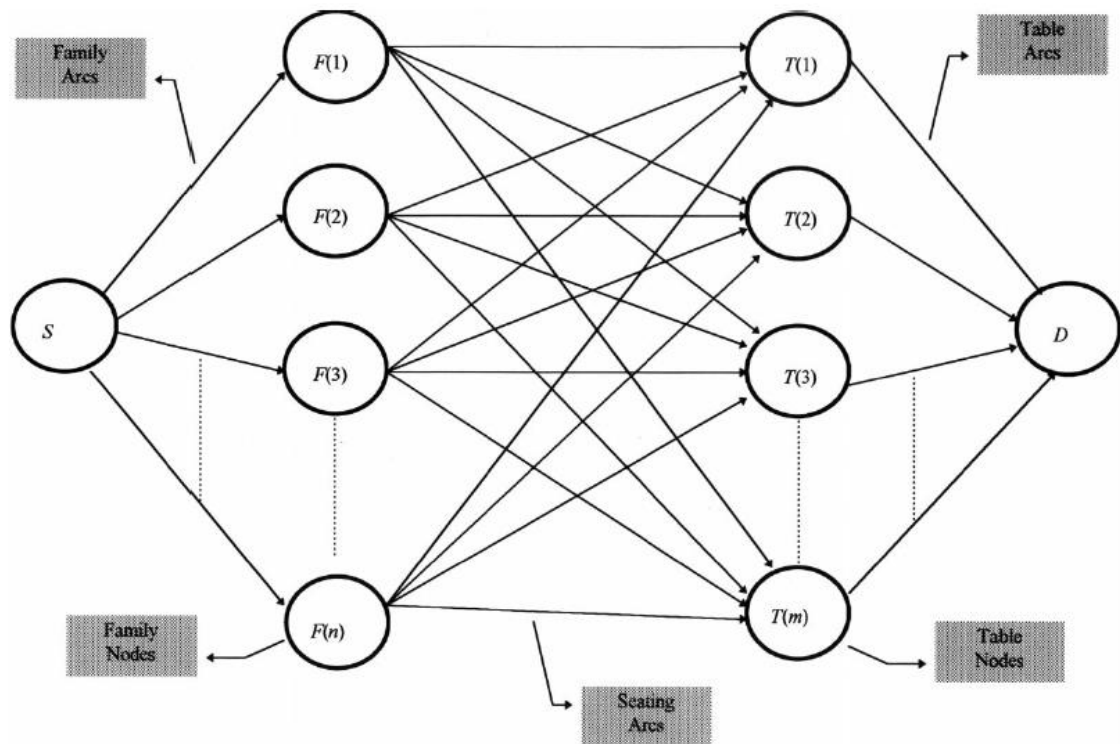 Family
Arcs
F(1)
T(1)
Table
Arcs
F(2)
T(2)
S
F(3)
T(3)
D
Family
Nodes
F(n)
T(m)
Table
Nodes
Seating
Arcs